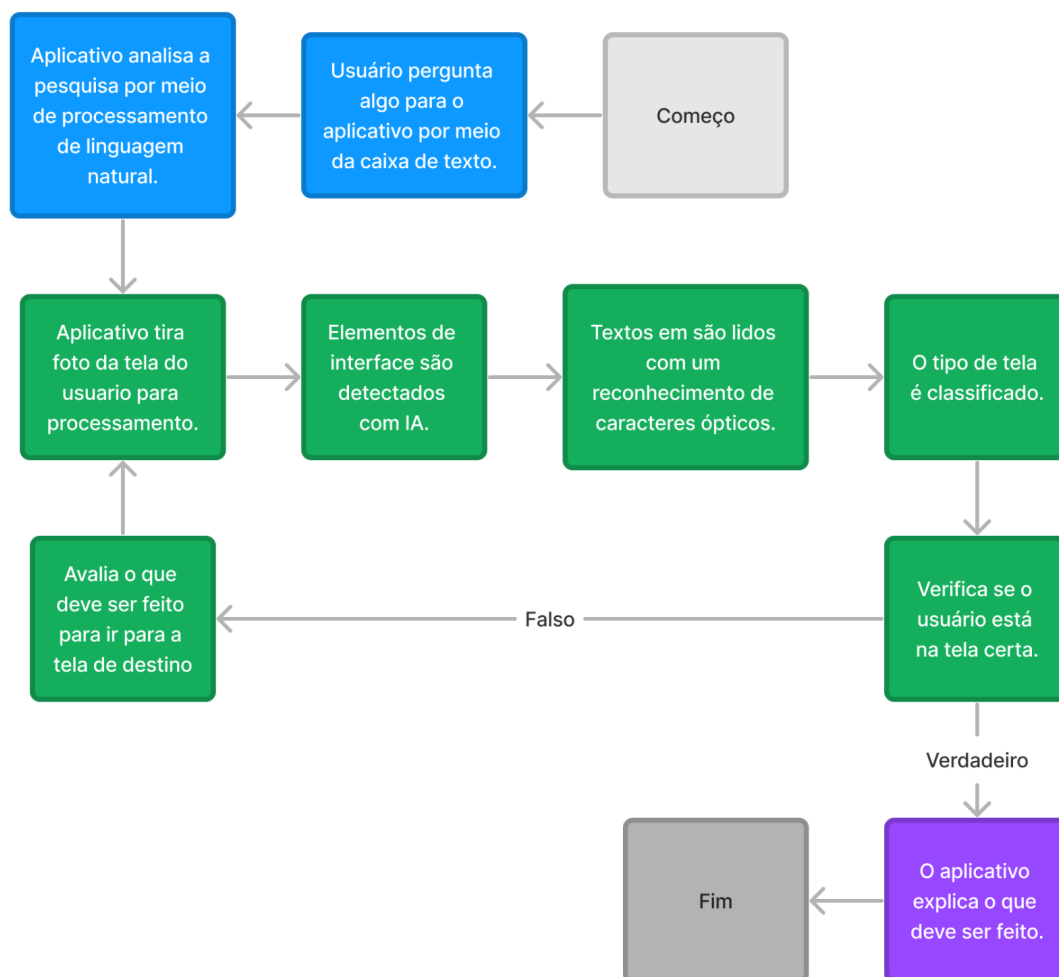 Começo
Usuário pergunta
algo para o
aplicativo por meio
da caixa de texto.
Aplicativo analisa a
pesquisa por meio
de processamento
de linguagem
natural.
Aplicativo tira
foto da tela do
usuario para
processamento.
Elementos de
interface são
detectados
com IA.
Textos em são lidos
com um
reconhecimento de
caracteres ópticos.
O tipo de tela
é classificado.
Verifica se o
usuário está
na tela certa.
Falso
Avalia o que
deve ser feito
para ir para a
tela de destino
Verdadeiro
O aplicativo
explica o que
deve ser feito.
Fim